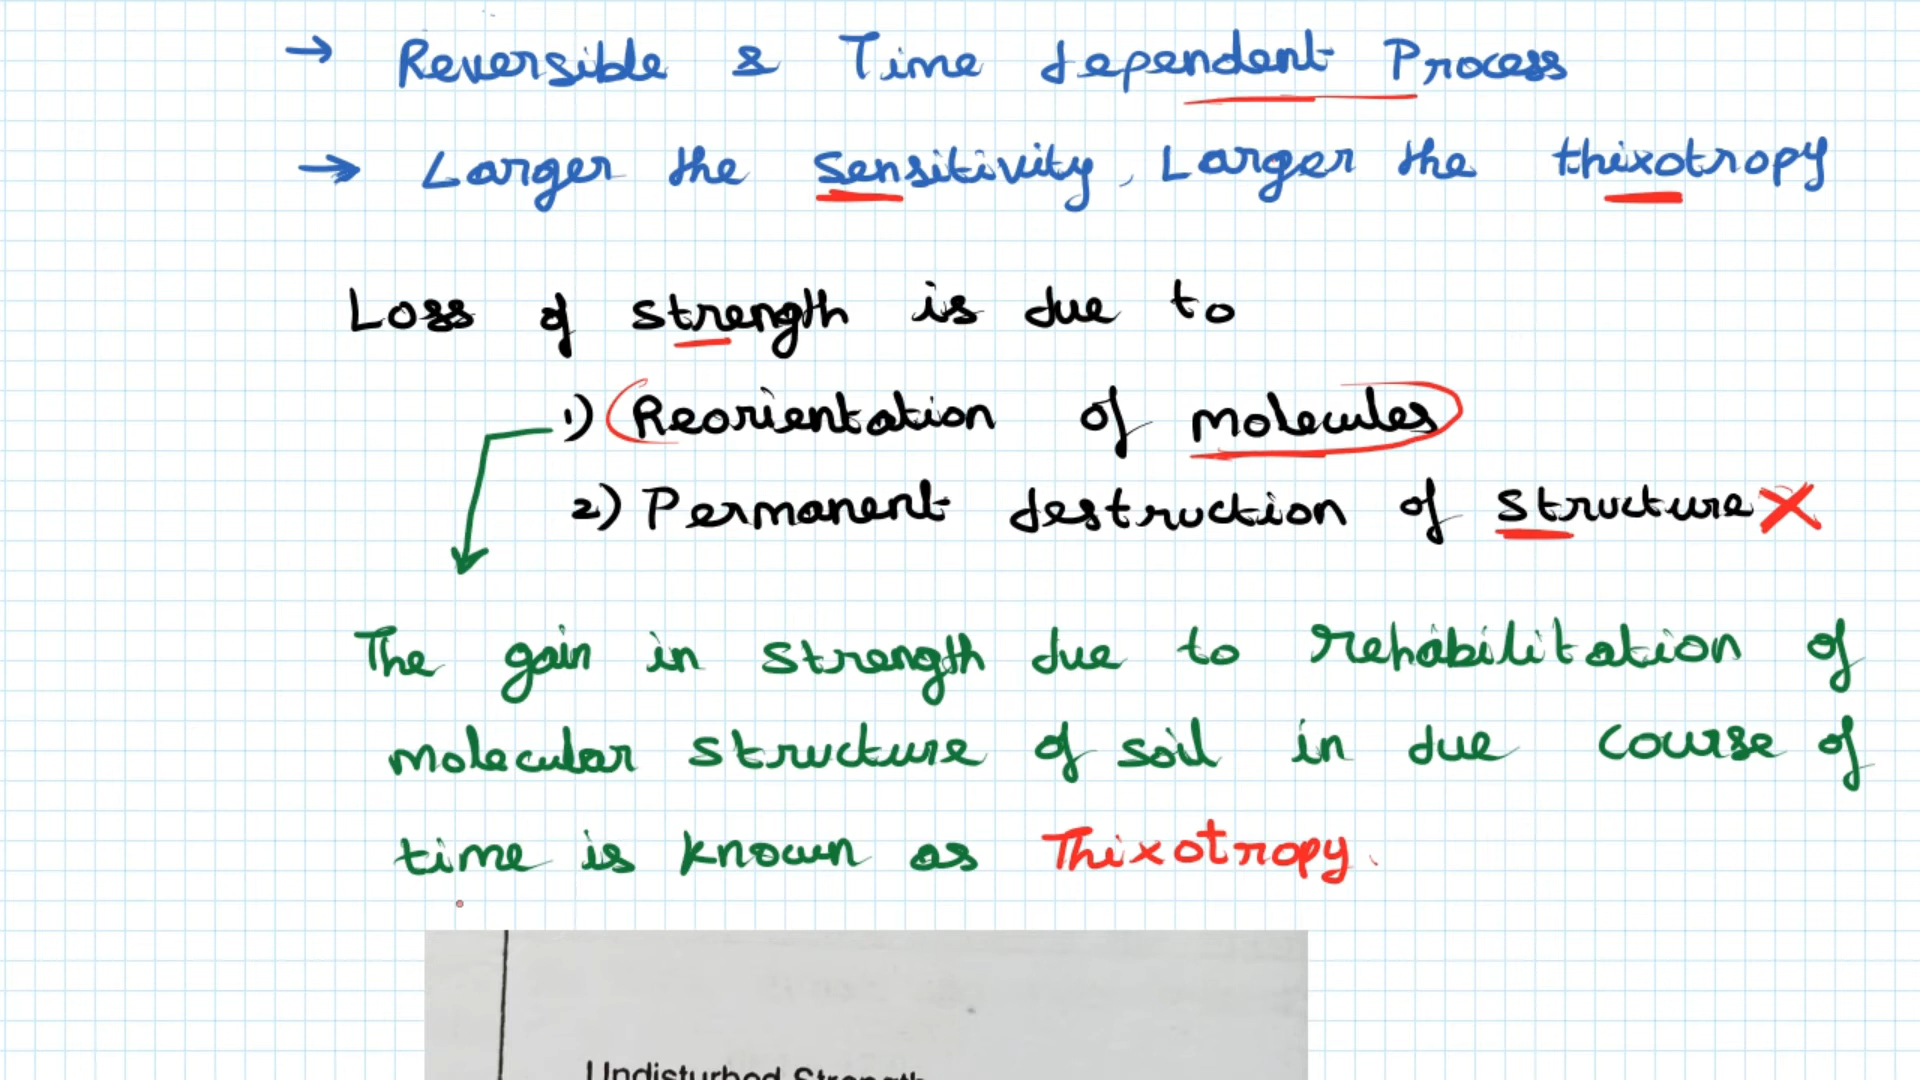 → Reversible & Time dependent Process
→ Larger the Sensitivity, Larger the thixotropy
Loss of strength is due to
1) Reorientation of molecules
2) Permanent destruction of structure X
The gain in strength due to rehabilitation of
molecular structure of soil in due course of
time is known as Thixotropy.
Undisturbed Strength